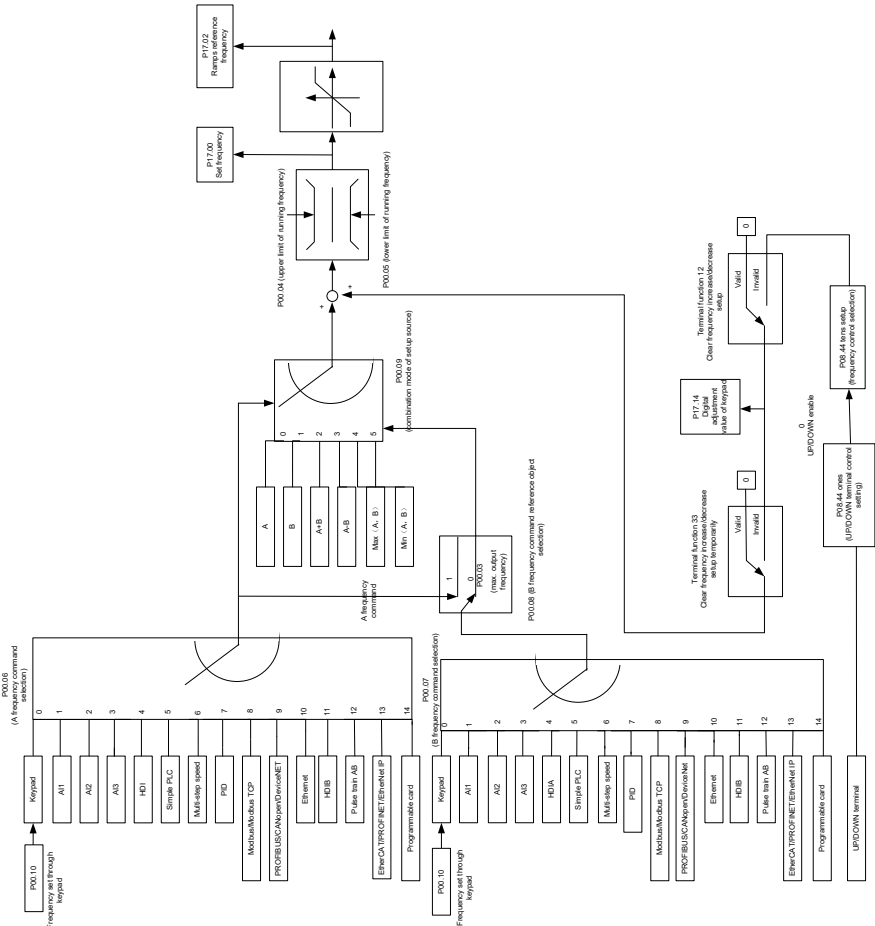 P17.02
Ramps reference
frequency
P17.00
Set frequency
P00.04 (upper limit of running frequency)
P00.05 (lower limit of running frequency)
+
+
P00.09
(combination mode of setup source)
0
1
2
3
4
5
A
B
A+B
A-B
Max (A, B)
Min (A, B)
A frequency
command
1
0
P00.03
(max. output
frequency)
P00.08 (B frequency command reference object
selection)
Terminal function 12
Clear frequency increase/decrease
setup
Valid
Invalid
0
P17.14
Digital
adjustment
value of keypad
Terminal function 33
Clear frequency increase/decrease
setup temporarily
Valid
Invalid
0
P08.44 tens setup
(frequency control selection)
0
UP/DOWN enable
P08.44 ones
(UP/DOWN terminal control
setting)
P00.06
(A frequency command
selection)
0
1
2
3
4
5
6
7
8
9
10
11
12
13
14
Keypad
AI1
AI2
AI3
HDI
Simple PLC
Multi-step speed
PID
Modbus/Modbus TCP
PROFIBUS/CANopen/DeviceNET
Ethernet
HDIB
Pulse train AB
EtherCAT/PROFINET/EtherNet IP
Programmable card
P00.10
Frequency set through
keypad
P00.07
(B frequency command selection)
0
1
2
3
4
5
6
7
8
9
10
11
12
13
14
Keypad
AI1
AI2
AI3
HDIA
Simple PLC
Multi-step speed
PID
Modbus/Modbus TCP
PROFIBUS/CANopen/DeviceNet
Ethernet
HDIB
Pulse train AB
EtherCAT/PROFINET/EtherNet IP
Programmable card
UP/DOWN terminal
P00.10
Frequency set through
keypad